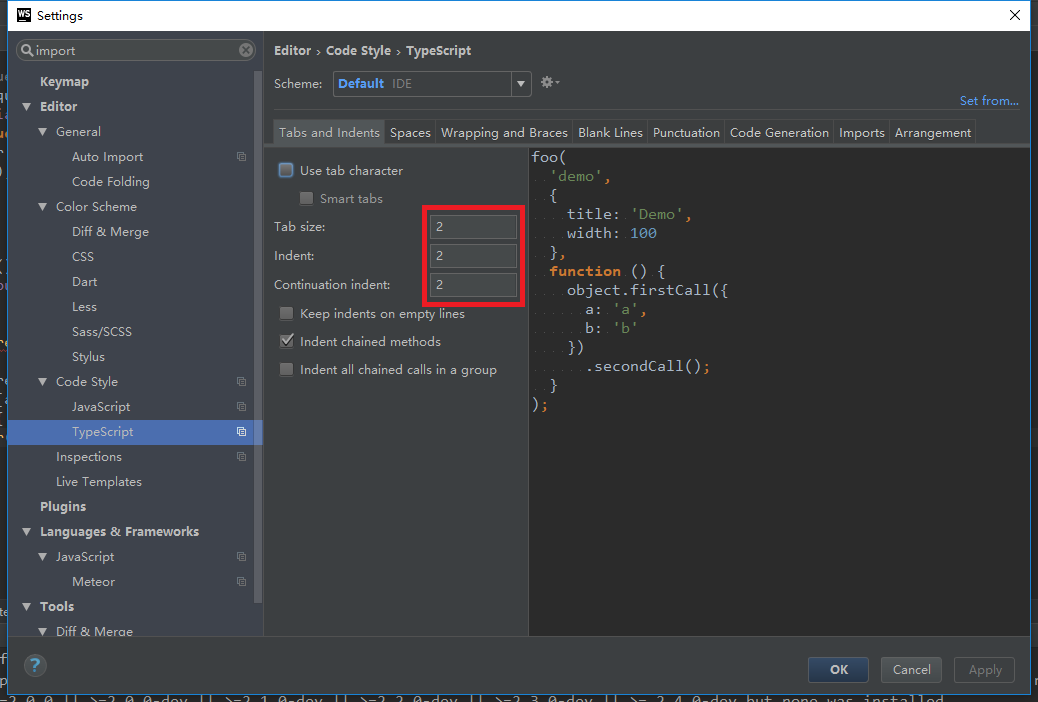 WS Settings
import
Keymap
Editor
General
Auto Import
Code Folding
Color Scheme
Diff & Merge
CSS
Dart
Less
Sass/SCSS
Stylus
Code Style
JavaScript
TypeScript
Inspections
Live Templates
Plugins
Languages & Frameworks
JavaScript
Meteor
Tools
Diff & Merge
Editor › Code Style › TypeScript
Scheme: Default IDE
Set from...
Tabs and Indents Spaces Wrapping and Braces Blank Lines Punctuation Code Generation Imports Arrangement
Use tab character
Smart tabs
Tab size: 2
Indent: 2
Continuation indent: 2
Keep indents on empty lines
Indent chained methods
Indent all chained calls in a group
foo(
'demo',
{
title: 'Demo',
width: 100
},
function () {
object.firstCall({
a: 'a',
b: 'b'
})
.secondCall();
}
);
?
OK Cancel Apply
=2.0.0 || >=2.0.0-dev || >=2.1.0-dev || >=2.2.0-dev || >=2.3.0-dev || >= 2.4.0-dev but none was installed